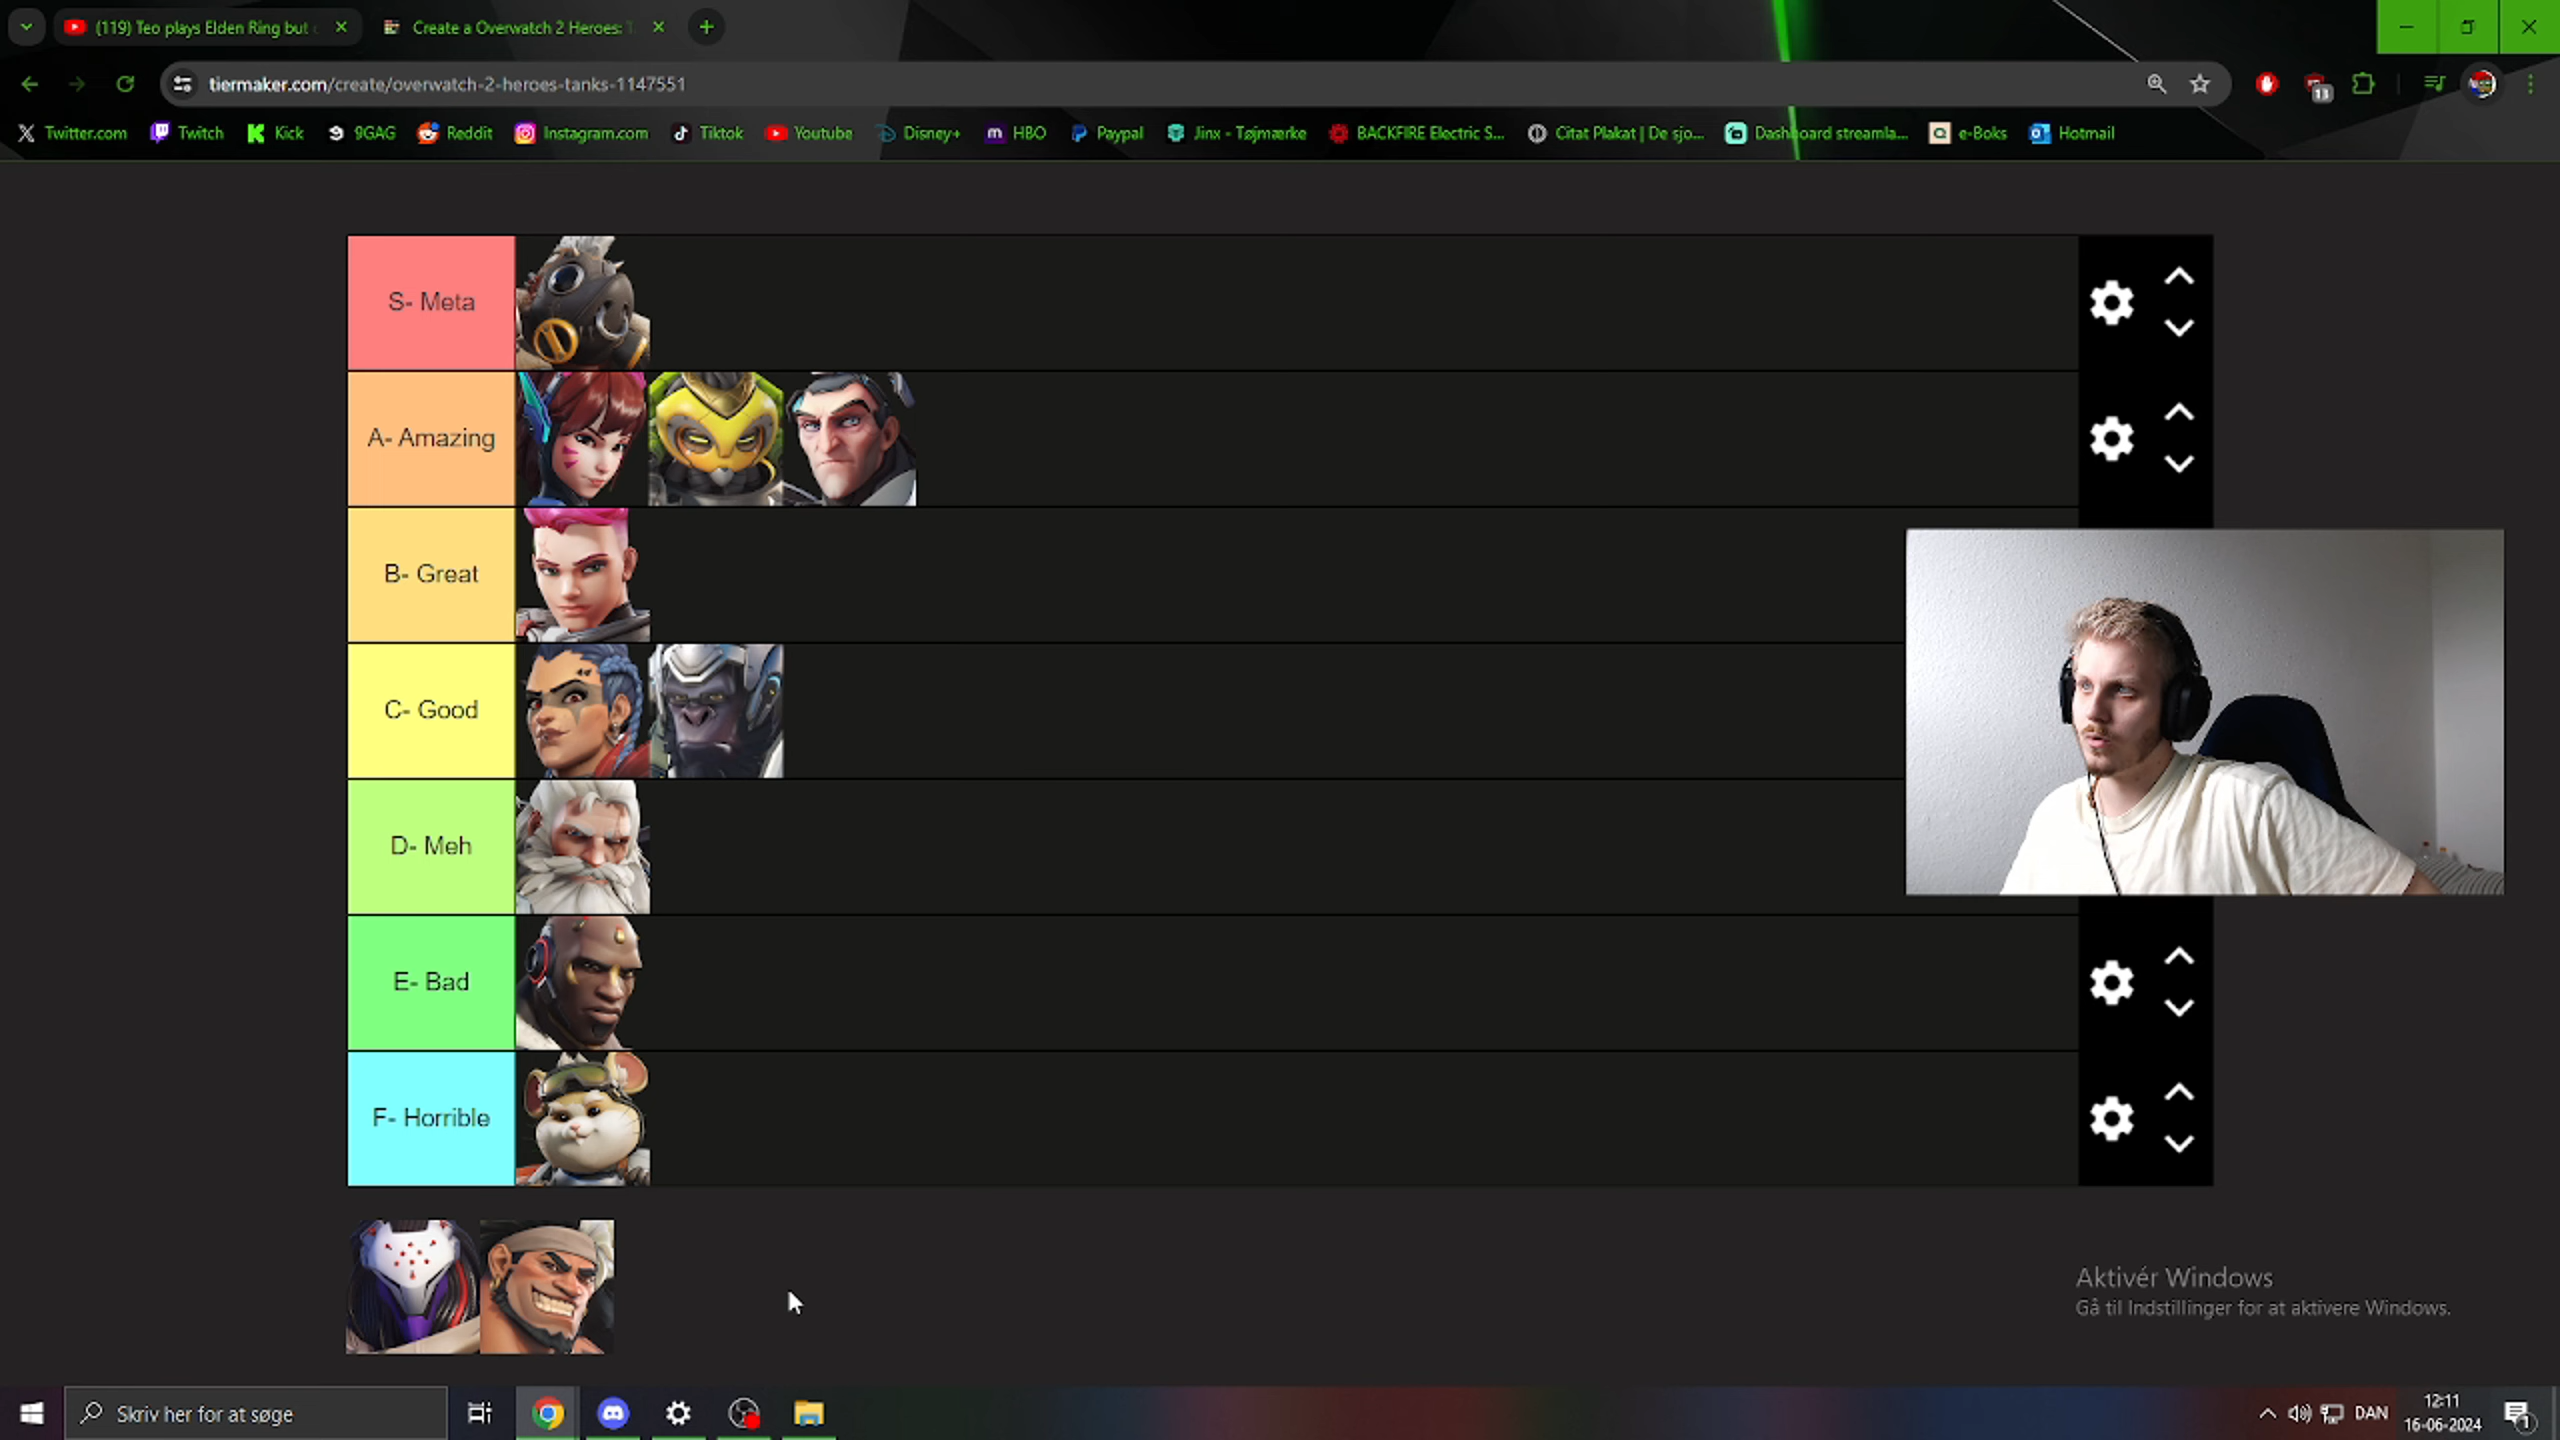 (119) Teo plays Elden Ring but
Create a Overwatch 2 Heroes:
tiermaker.com/create/overwatch-2-heroes-tanks-1147551
13
Twitter.com
Twitch
Kick
9GAG
Reddit
Instagram.com
Tiktok
Youtube
Disney+
HBO
Paypal
Jinx - Tøjmærke
BACKFIRE Electric S...
Citat Plakat | De sjo...
Dashboard streamla...
e-Boks
Hotmail
S- Meta
A- Amazing
B- Great
C- Good
D- Meh
E- Bad
F- Horrible
Aktivér Windows
Gå til Indstillinger for at aktivere Windows.
Skriv her for at søge
DAN
12:11
16-06-2024
1